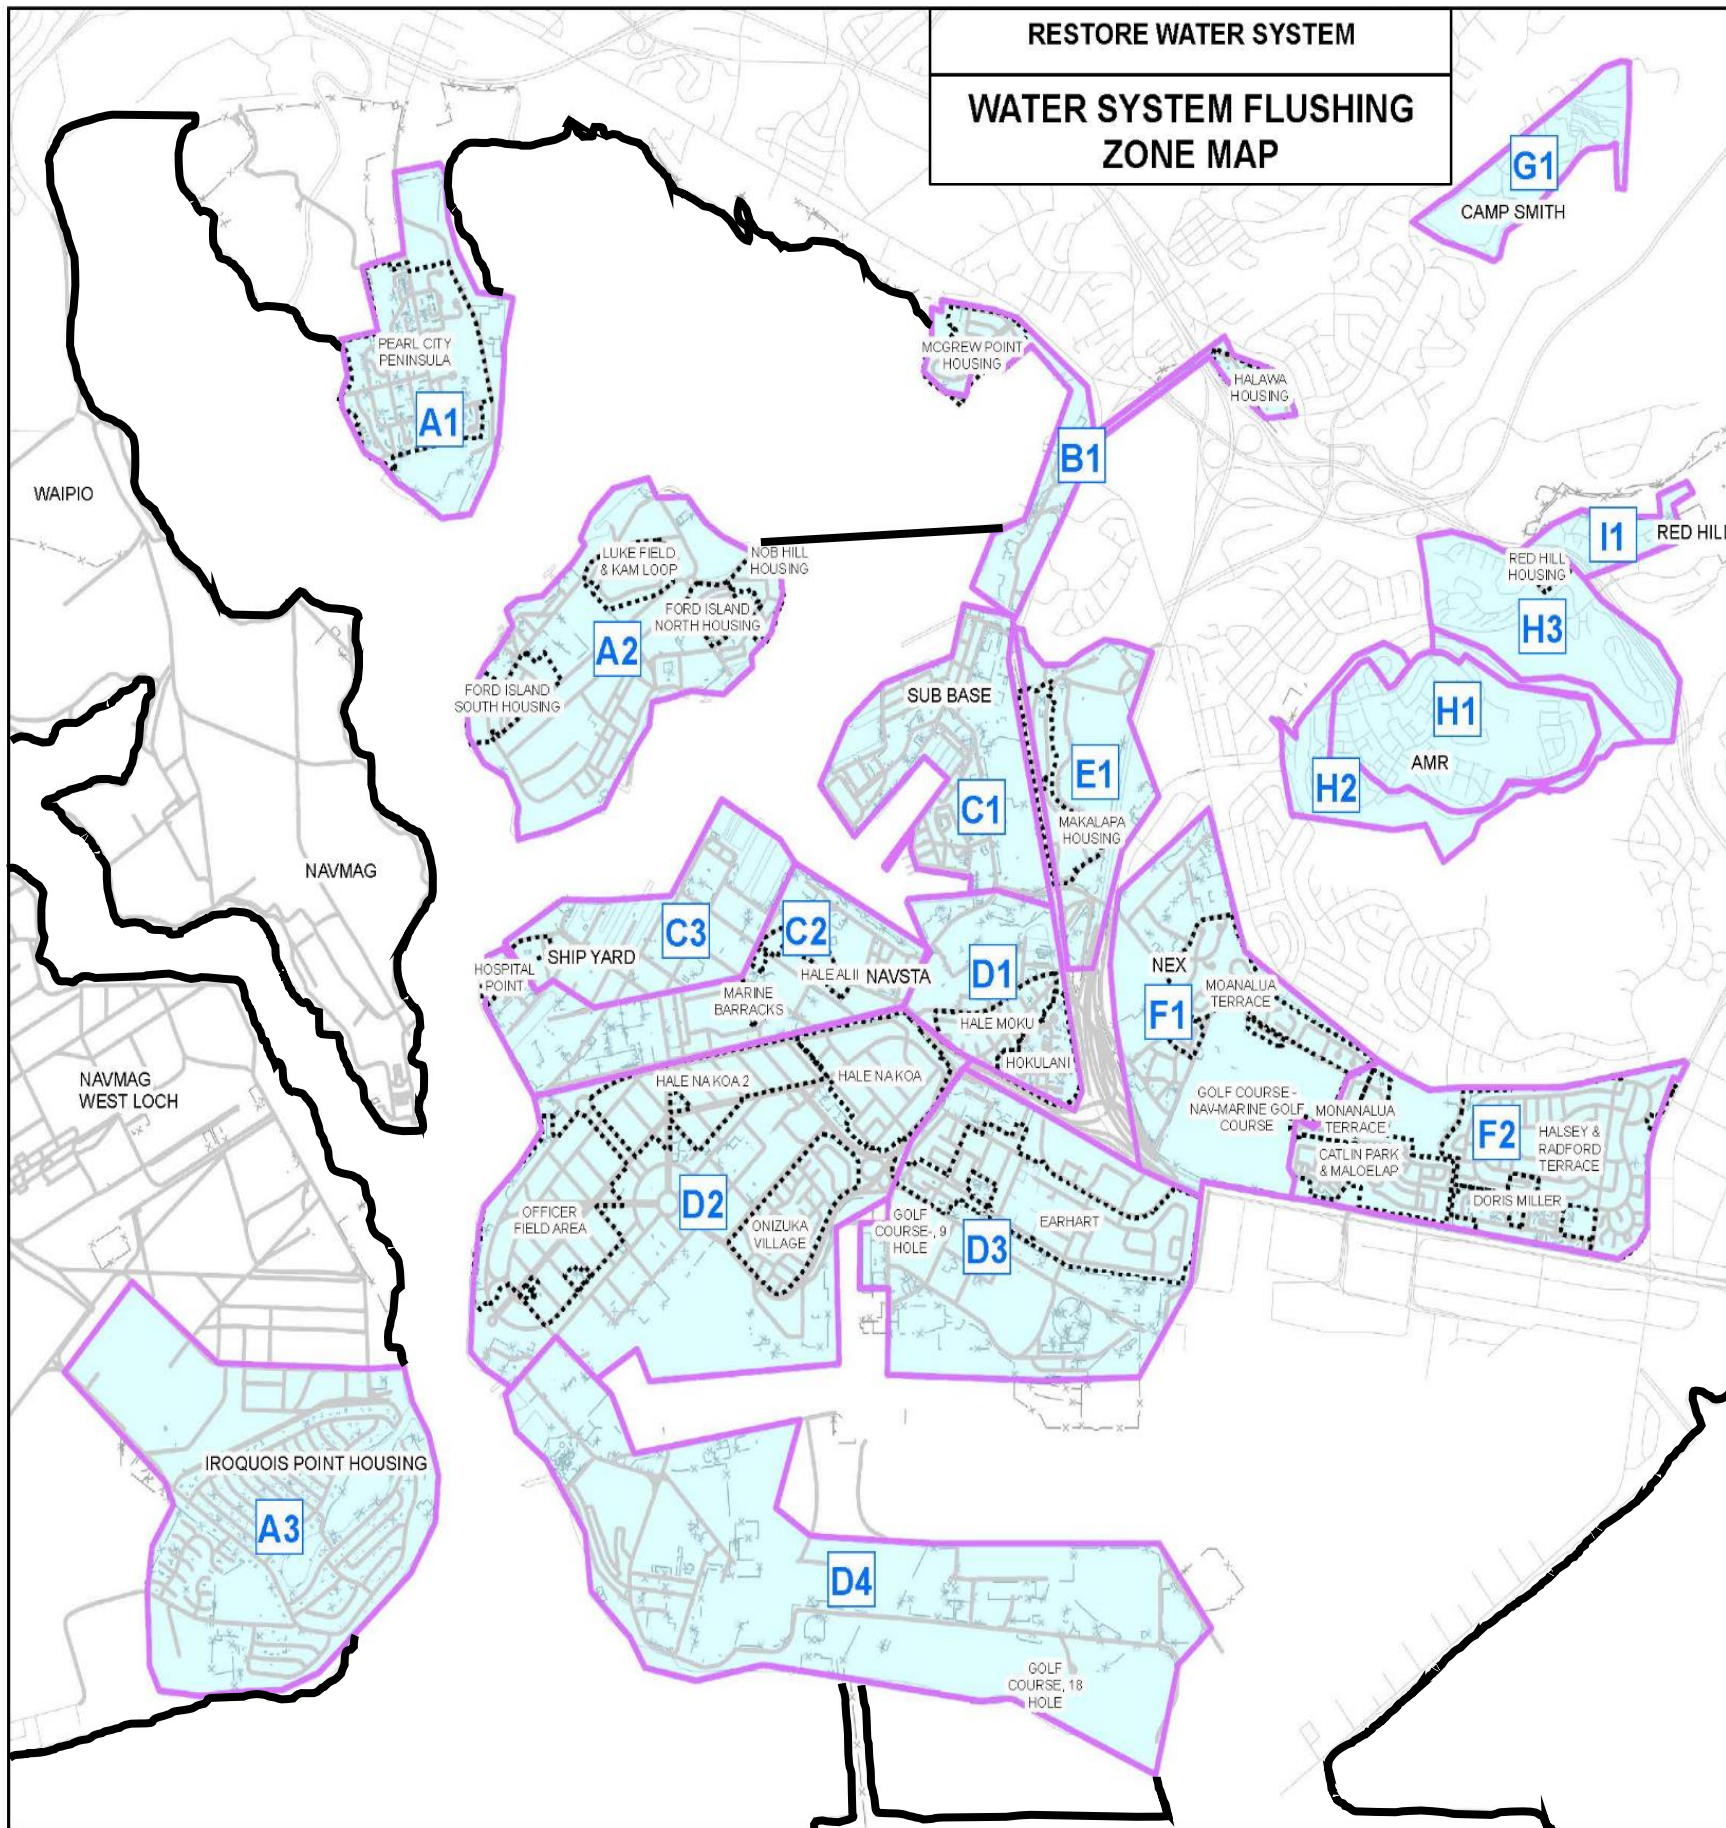 RESTORE WATER SYSTEM
WATER SYSTEM FLUSHING
ZONE MAP
G1
CAMP SMITH
MCGREW POINT
HOUSING
HALAWA
HOUSING
PEARL CITY
PENINSULA
A1
B1
WAIPIO
I1
RED HILL
LUKE FIELD
& KAM LOOP
NOB HILL
HOUSING
RED HILL
HOUSING
FORD ISLAND
NORTH HOUSING
H3
A2
FORD ISLAND
SOUTH HOUSING
SUB BASE
H1
AMR
E1
H2
C1
MAKALAPA
HOUSING
NAVMAG
C3
C2
SHIP YARD
HOSPITAL
POINT
HALE ALII
NAVSTA
MARINE
BARRACKS
D1
NEX
MOANALUA
TERRACE
F1
HALE MOKU
HOKULANI
HALE NA KOA 2
HALE NA KOA
NAVMAG
WEST LOCH
GOLF COURSE -
NAV-MARINE GOLF
COURSE
MONANALUA
TERRACE
F2
HALSEY &
RADFORD
TERRACE
CATLIN PARK
& MALOELAP
DORIS MILLER
D2
OFFICER
FIELD AREA
ONIZUKA
VILLAGE
GOLF
COURSE-, 9
HOLE
EARHART
D3
IROQUOIS POINT HOUSING
A3
D4
GOLF
COURSE, 18
HOLE